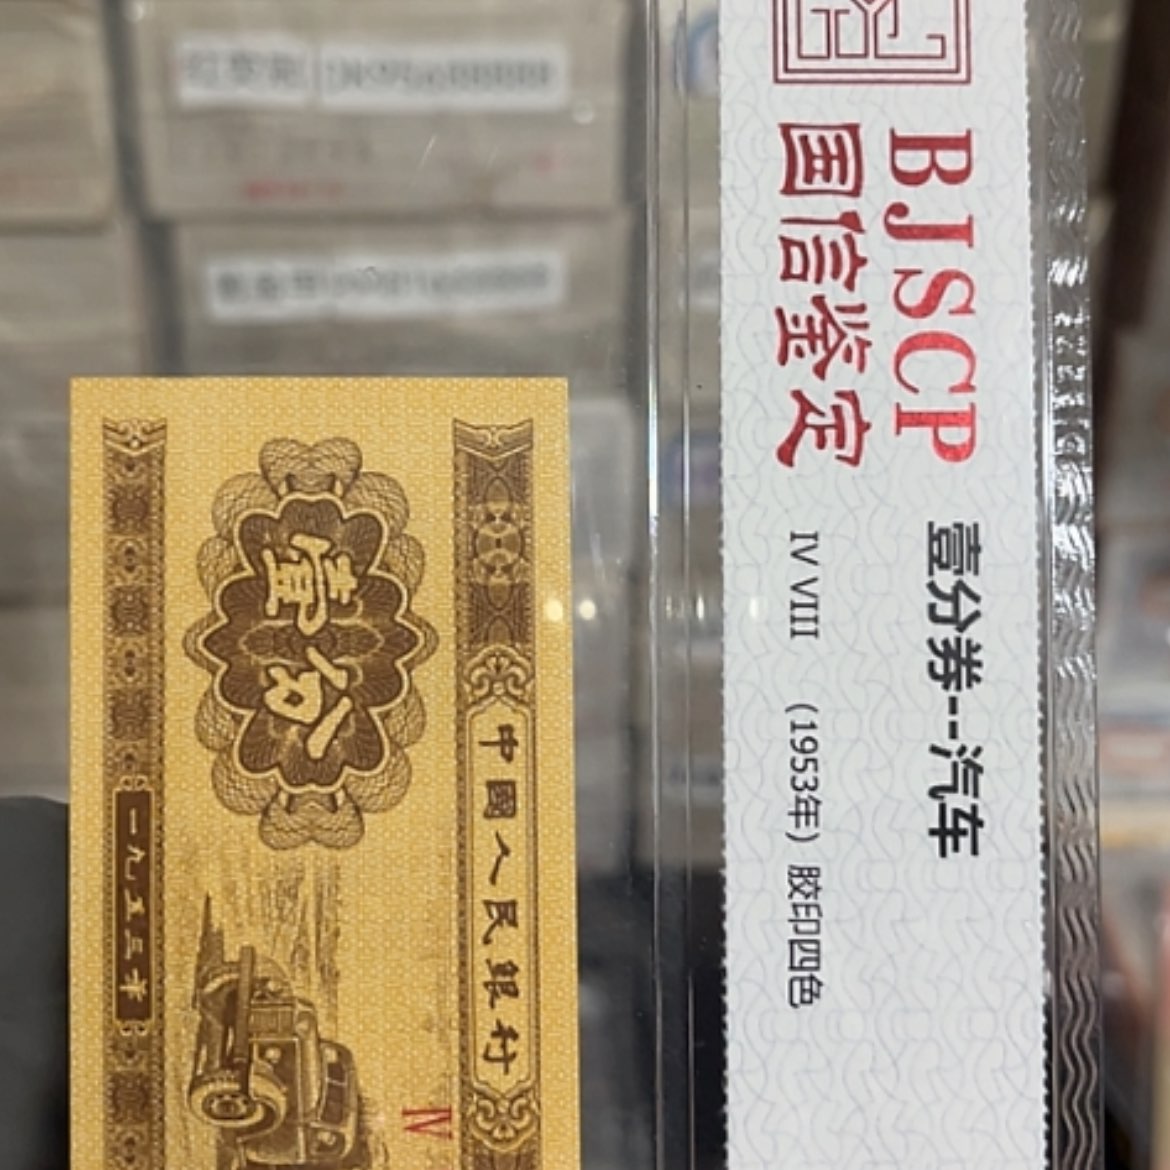 BJSCP
国信鉴定
壹分券--汽车
IV VIII (1953年) 胶印四色
中國人民銀行
壹分
一九五三年
IV